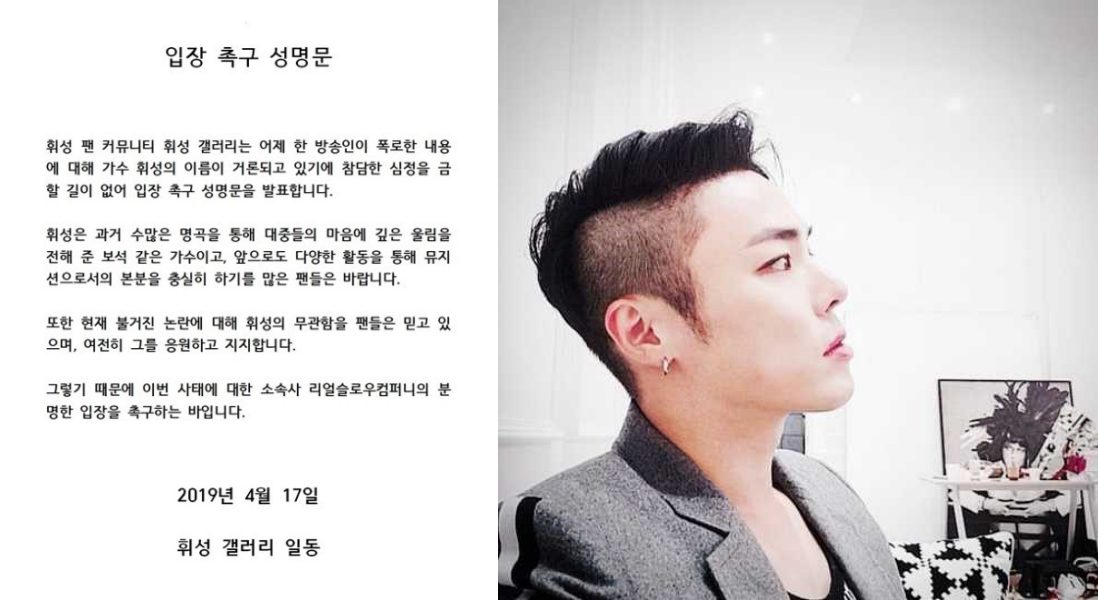 입장 촉구 성명문
휘성 팬 커뮤니티 휘성 갤러리는 어제 한 방송인이 폭로한 내용
에 대해 가수 휘성의 이름이 거론되고 있기에 참담한 심정을 금
할 길이 없어 입장 촉구 성명문을 발표합니다.
휘성은 과거 수많은 명곡을 통해 대중들의 마음에 깊은 울림을
전해 준 보석 같은 가수이고, 앞으로도 다양한 활동을 통해 뮤지
션으로서의 본분을 충실히 하기를 많은 팬들은 바랍니다.
또한 현재 불거진 논란에 대해 휘성의 무관함을 팬들은 믿고 있
으며, 여전히 그를 응원하고 지지합니다.
그렇기 때문에 이번 사태에 대한 소속사 리얼슬로우컴퍼니의 분
명한 입장을 촉구하는 바입니다.
2019년 4월 17일
휘성 갤러리 일동